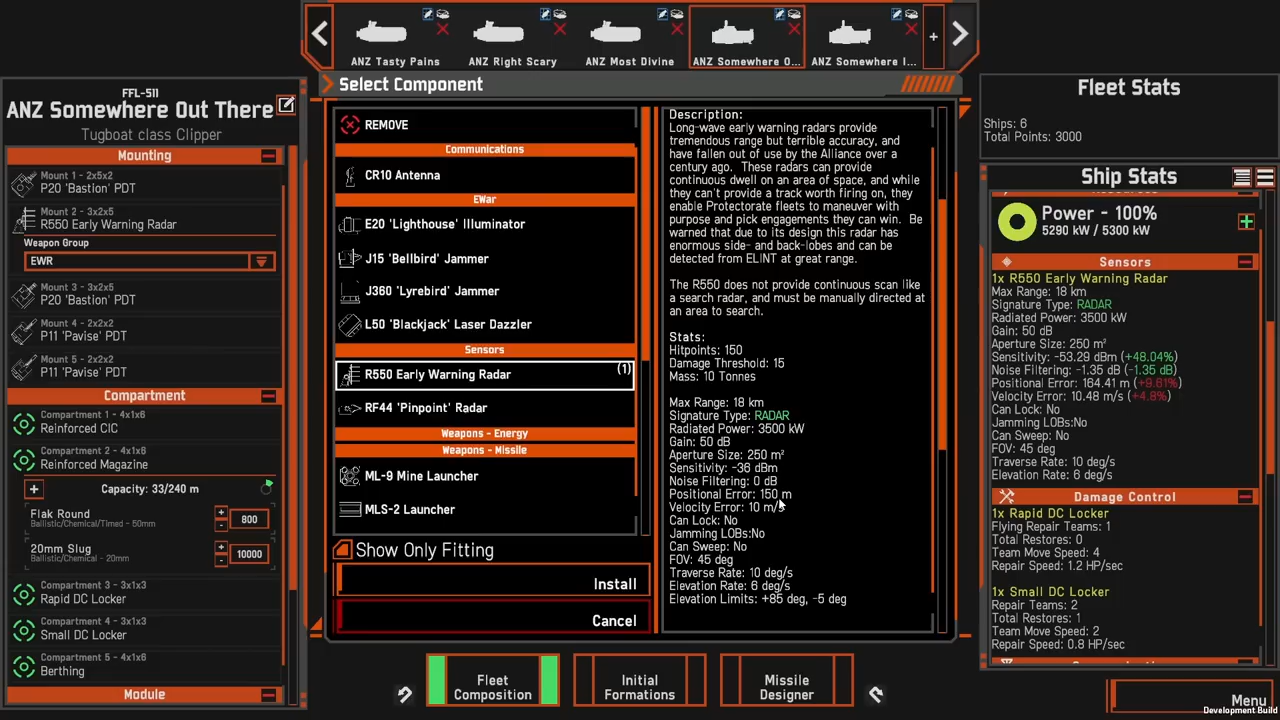 ANZ Tasty Pains
ANZ Right Scary
ANZ Most Divine
ANZ Somewhere O...
ANZ Somewhere I...
+
FFL-511
ANZ Somewhere Out There
Tugboat class Clipper
Mounting
Mount 1 - 2x5x2
P20 'Bastion' PDT
Mount 2 - 3x2x5
R550 Early Warning Radar
Weapon Group
EWR
Mount 3 - 3x2x5
P20 'Bastion' PDT
Mount 4 - 2x2x2
P11 'Pavise' PDT
Mount 5 - 2x2x2
P11 'Pavise' PDT
Compartment
Compartment 1 - 4x1x6
Reinforced CIC
Compartment 2 - 4x1x6
Reinforced Magazine
+
Capacity: 33/240 m
Flak Round
Ballistic/Chemical/Timed - 50mm
+
-
800
20mm Slug
Ballistic/Chemical - 20mm
+
-
10000
Compartment 3 - 3x1x3
Rapid DC Locker
Compartment 4 - 3x1x3
Small DC Locker
Compartment 5 - 4x1x6
Berthing
Module
Select Component
REMOVE
Communications
CR10 Antenna
EWar
E20 'Lighthouse' Illuminator
J15 'Bellbird' Jammer
J360 'Lyrebird' Jammer
L50 'Blackjack' Laser Dazzler
Sensors
R550 Early Warning Radar
(1)
RF44 'Pinpoint' Radar
Weapons - Energy
Weapons - Missile
ML-9 Mine Launcher
MLS-2 Launcher
Show Only Fitting
Install
Cancel
Description:
Long-wave early warning radars provide
tremendous range but terrible accuracy, and
have fallen out of use by the Alliance over a
century ago. These radars can provide
continuous dwell on an area of space, and while
they can't provide a track worth firing on, they
enable Protectorate fleets to maneuver with
purpose and pick engagements they can win. Be
warned that due to its design this radar has
enormous side- and back-lobes and can be
detected from ELINT at great range.
The R550 does not provide continuous scan like
a search radar, and must be manually directed at
an area to search.
Stats:
Hitpoints: 150
Damage Threshold: 15
Mass: 10 Tonnes
Max Range: 18 km
Signature Type: RADAR
Radiated Power: 3500 kW
Gain: 50 dB
Aperture Size: 250 m²
Sensitivity: -36 dBm
Noise Filtering: 0 dB
Positional Error: 150 m
Velocity Error: 10 m/s
Can Lock: No
Jamming LOBs:No
Can Sweep: No
FOV: 45 deg
Traverse Rate: 10 deg/s
Elevation Rate: 6 deg/s
Elevation Limits: +85 deg, -5 deg
Fleet Stats
Ships: 6
Total Points: 3000
Ship Stats
Power - 100%
5290 kW / 5300 kW
Sensors
1x R550 Early Warning Radar
Max Range: 18 km
Signature Type: RADAR
Radiated Power: 3500 kW
Gain: 50 dB
Aperture Size: 250 m²
Sensitivity: -53.29 dBm (+48.04%)
Noise Filtering: -1.35 dB (-1.35 dB)
Positional Error: 164.41 m (+9.61%)
Velocity Error: 10.48 m/s (+4.8%)
Can Lock: No
Jamming LOBs:No
Can Sweep: No
FOV: 45 deg
Traverse Rate: 10 deg/s
Elevation Rate: 6 deg/s
Damage Control
1x Rapid DC Locker
Flying Repair Teams: 1
Total Restores: 0
Team Move Speed: 4
Repair Speed: 1.2 HP/sec
1x Small DC Locker
Repair Teams: 2
Total Restores: 1
Team Move Speed: 2
Repair Speed: 0.8 HP/sec
Fleet
Composition
Initial
Formations
Missile
Designer
Menu
Development Build